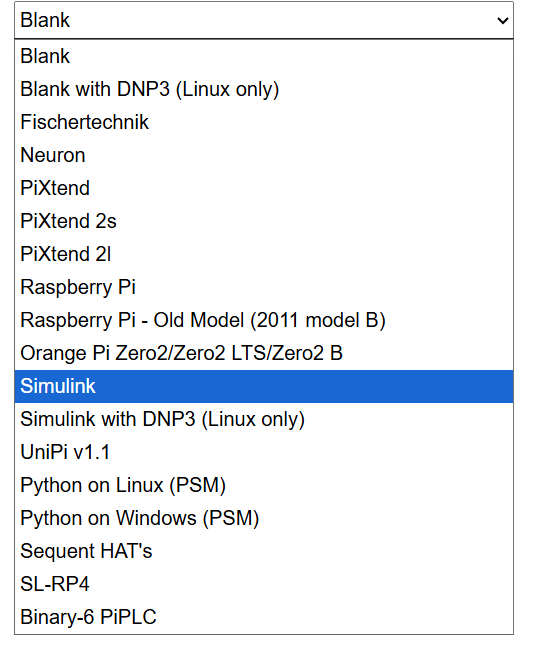 Blank
Blank
Blank with DNP3 (Linux only)
Fischertechnik
Neuron
PiXtend
PiXtend 2s
PiXtend 2l
Raspberry Pi
Raspberry Pi - Old Model (2011 model B)
Orange Pi Zero2/Zero2 LTS/Zero2 B
Simulink
Simulink with DNP3 (Linux only)
UniPi v1.1
Python on Linux (PSM)
Python on Windows (PSM)
Sequent HAT's
SL-RP4
Binary-6 PiPLC